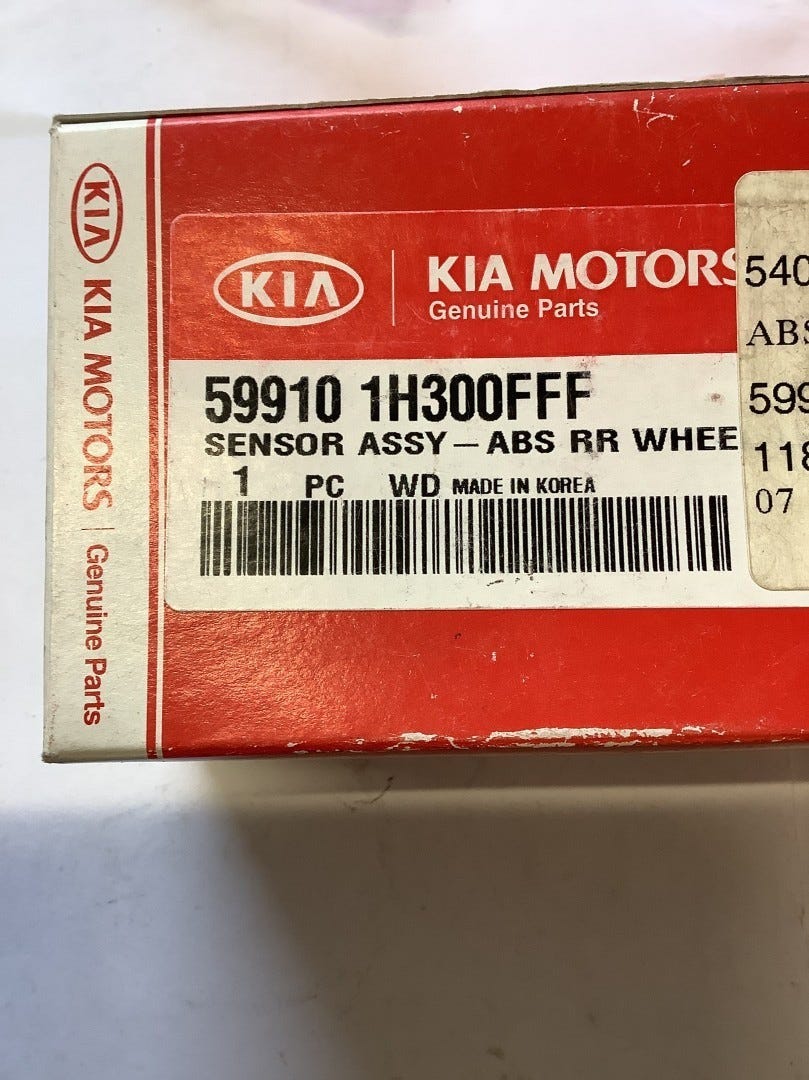 KIA KIA MOTORS | Genuine Parts
KIA
KIA MOTORS
Genuine Parts
59910 1H300FFF
SENSOR ASSY-ABS RR WHEE
1 PC WD MADE IN KOREA
540
ABS
599
118
07